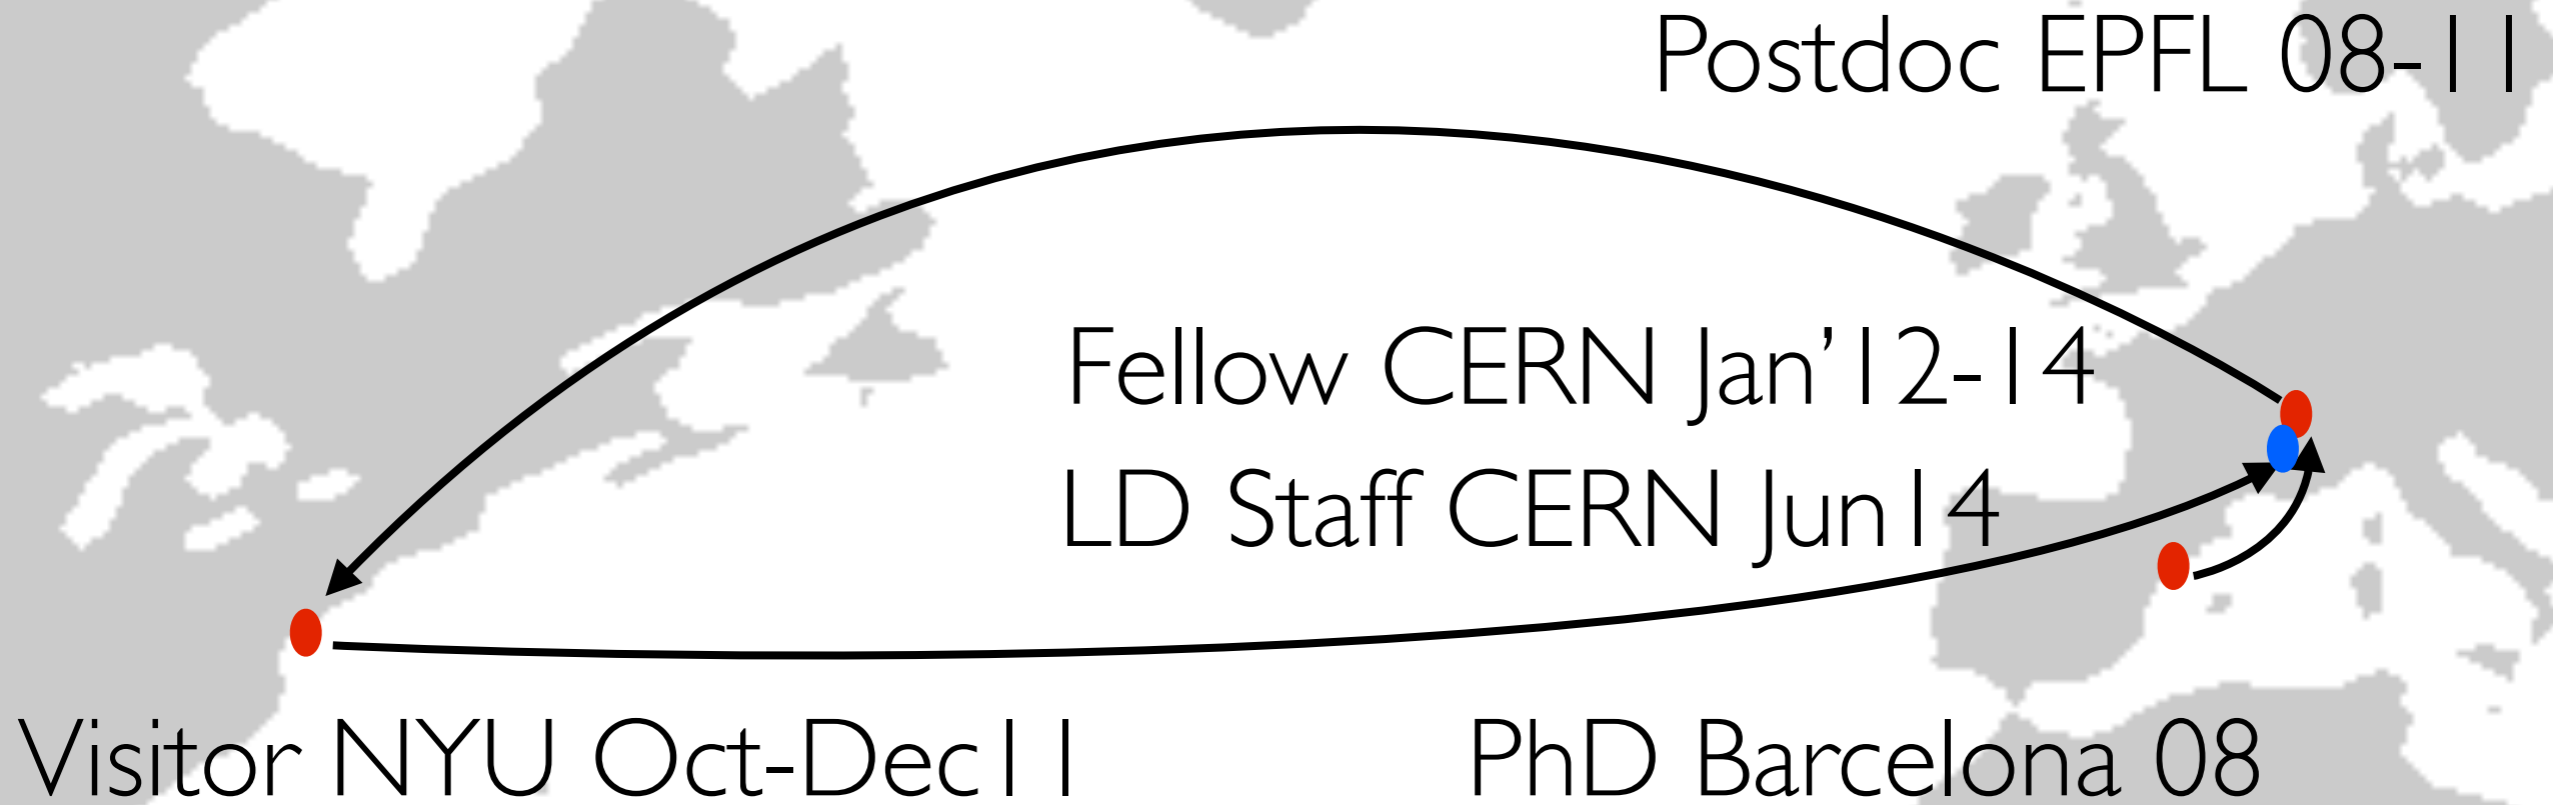 Postdoc EPFL 08-11
Fellow CERN Jan’12-14
LD Staff CERN Jun14
Visitor NYU Oct-Dec11
PhD Barcelona 08